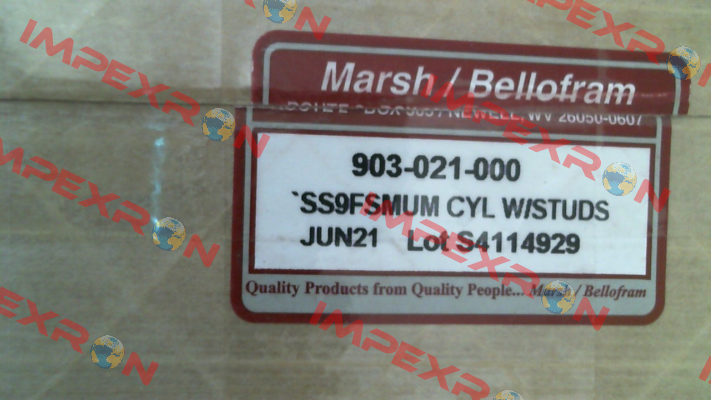 Marsh / Bellofram
NEWELL, WV 26050-0607
903-021-000
`SS9FSMUM CYL W/STUDS
JUN21 Lot S4114929
Quality Products from Quality People... Marsh / Bellofram
IMPEXRON
IMPEXRON
IMPEXRON
IMPEXRON
IMPEXRON
IMPEXRON